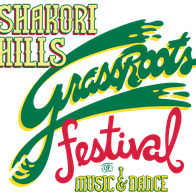 SHAKORI
HILLS
GRASSROOTS
Festival
OF
MUSIC & DANCE